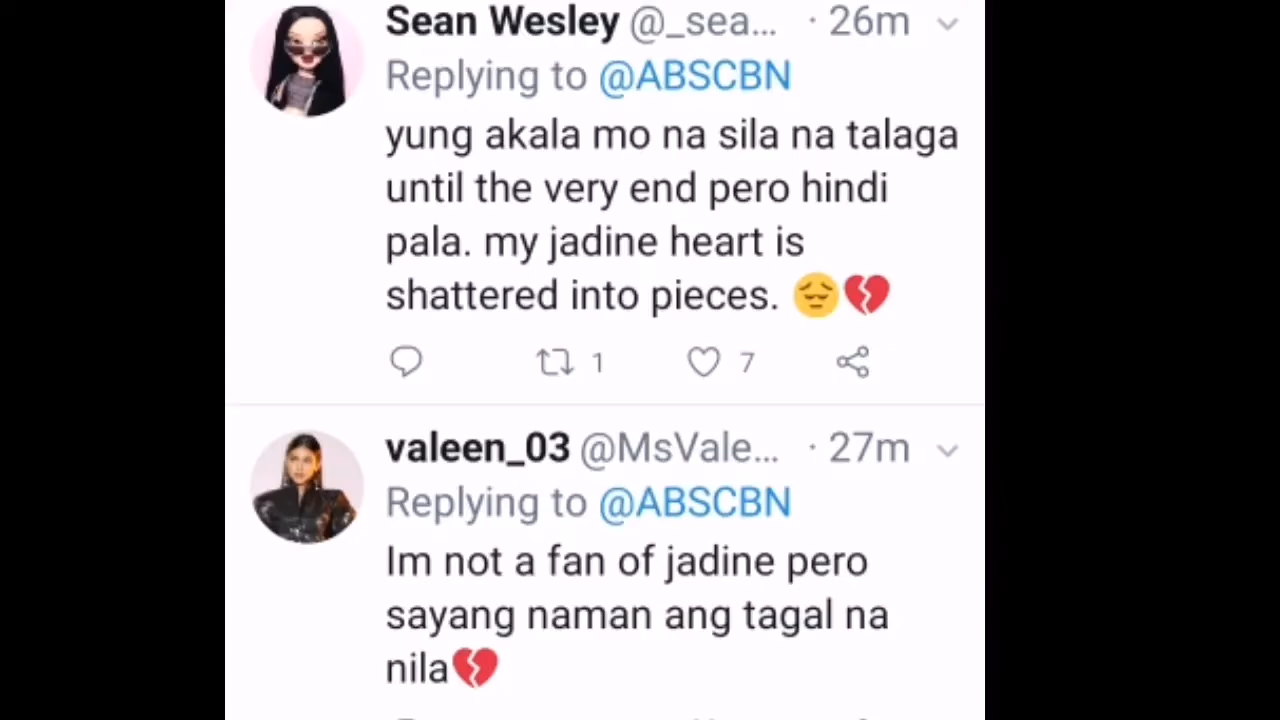 Sean Wesley @_sea... · 26m
Replying to @ABSCBN
yung akala mo na sila na talaga
until the very end pero hindi
pala. my jadine heart is
shattered into pieces. 😔💔
1 7
valeen_03 @MsVale... · 27m
Replying to @ABSCBN
Im not a fan of jadine pero
sayang naman ang tagal na
nila💔